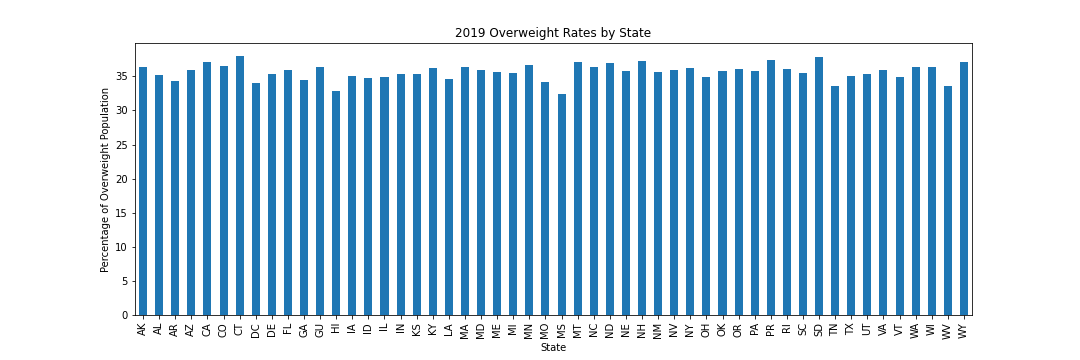 2019 Overweight Rates by State
Percentage of Overweight Population
35
30
25
20
15
10
5
0
AK AL AR AZ CA CO CT DC DE FL GA GU HI IA ID IL IN KS KY LA MA MD ME MI MN MO MS MT NC ND NE NH NM NV NY OH OK OR PA PR RI SC SD TN TX UT VA VT WA WI WV WY
State